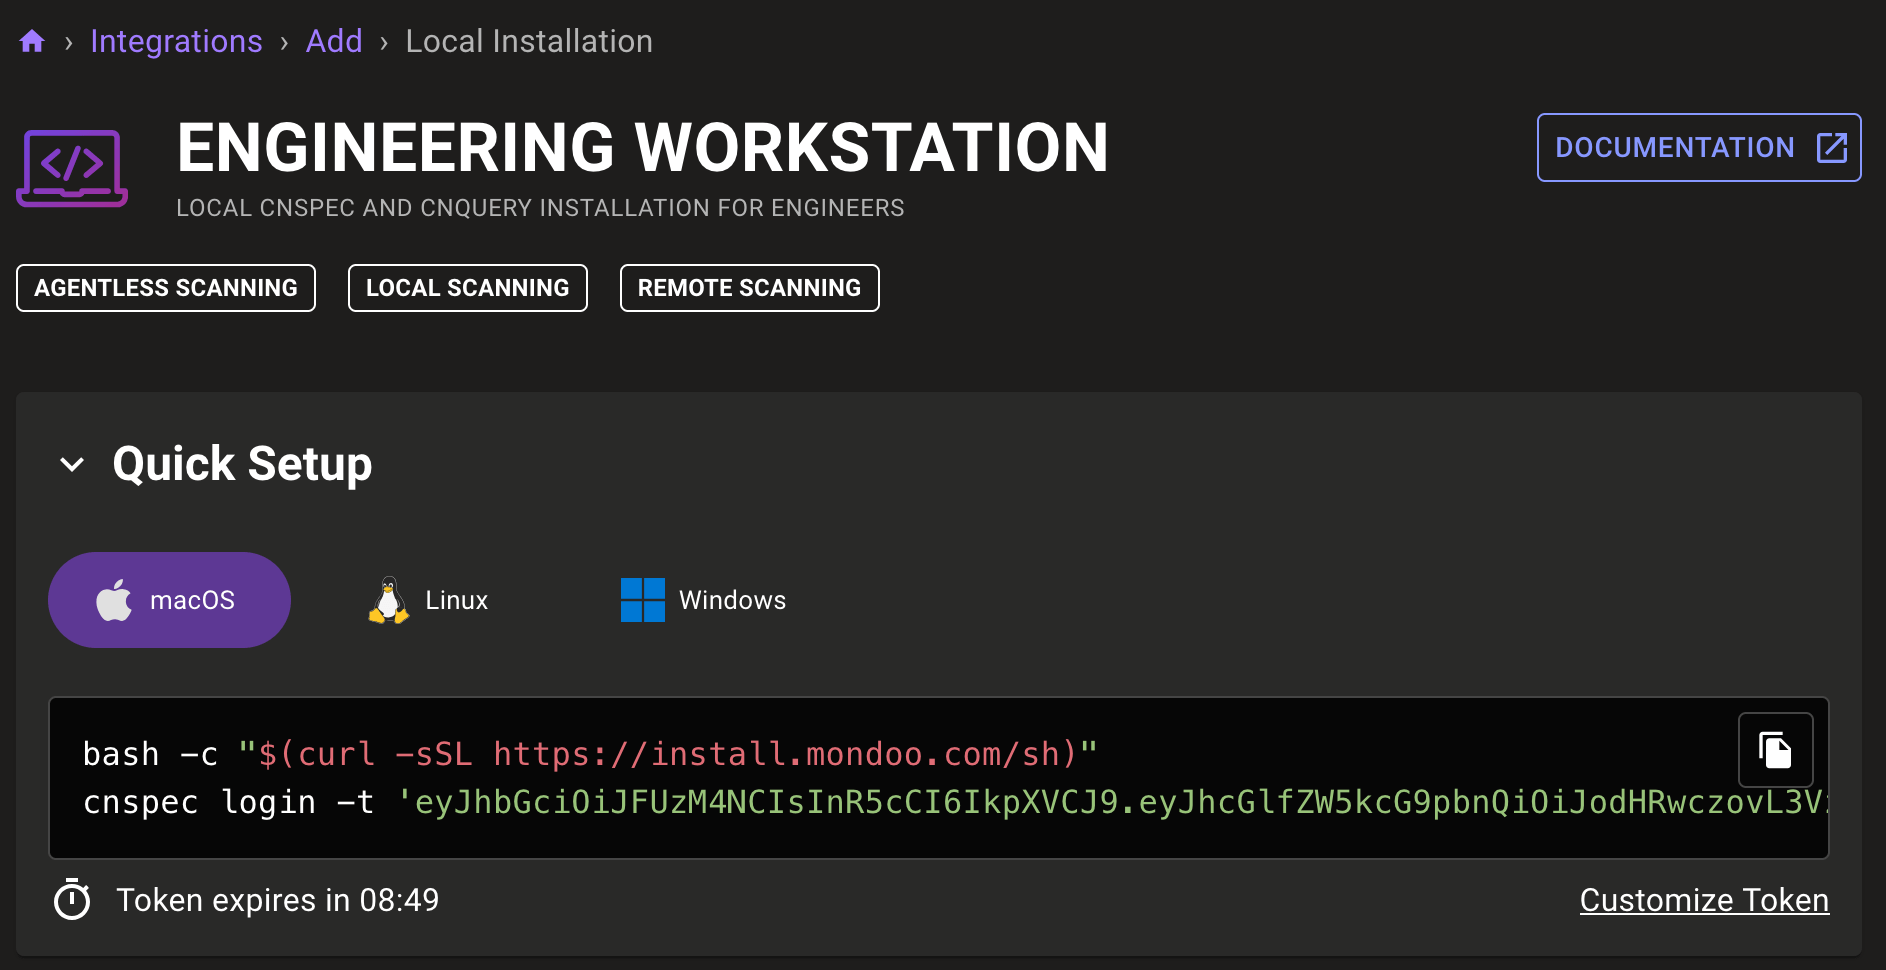 › Integrations › Add › Local Installation
ENGINEERING WORKSTATION
LOCAL CNSPEC AND CNQUERY INSTALLATION FOR ENGINEERS
DOCUMENTATION
AGENTLESS SCANNING LOCAL SCANNING REMOTE SCANNING
Quick Setup
macOS Linux Windows
bash -c "$(curl -sSL https://install.mondoo.com/sh)"
cnspec login -t 'eyJhbGciOiJFUzM4NCIsInR5cCI6IkpXVCJ9.eyJhcGlfZW5kcG9pbnQiOiJodHRwczovL3V
Token expires in 08:49
Customize Token